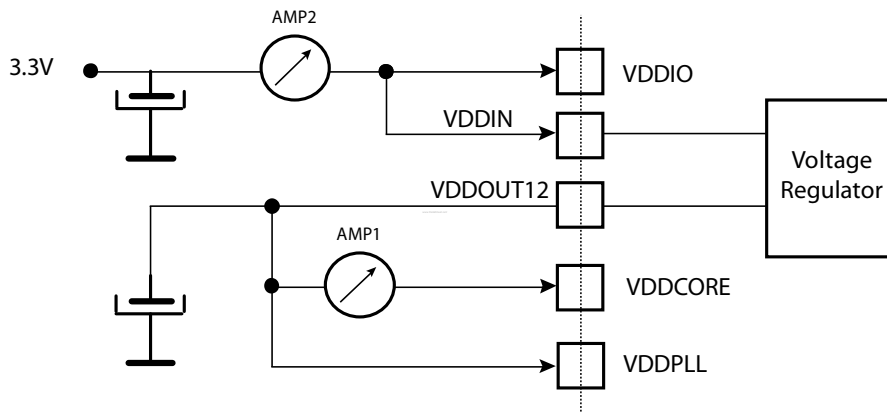 AMP2
3.3V
VDDIO
VDDIN
Voltage
Regulator
VDDOUT12
AMP1
VDDCORE
VDDPLL